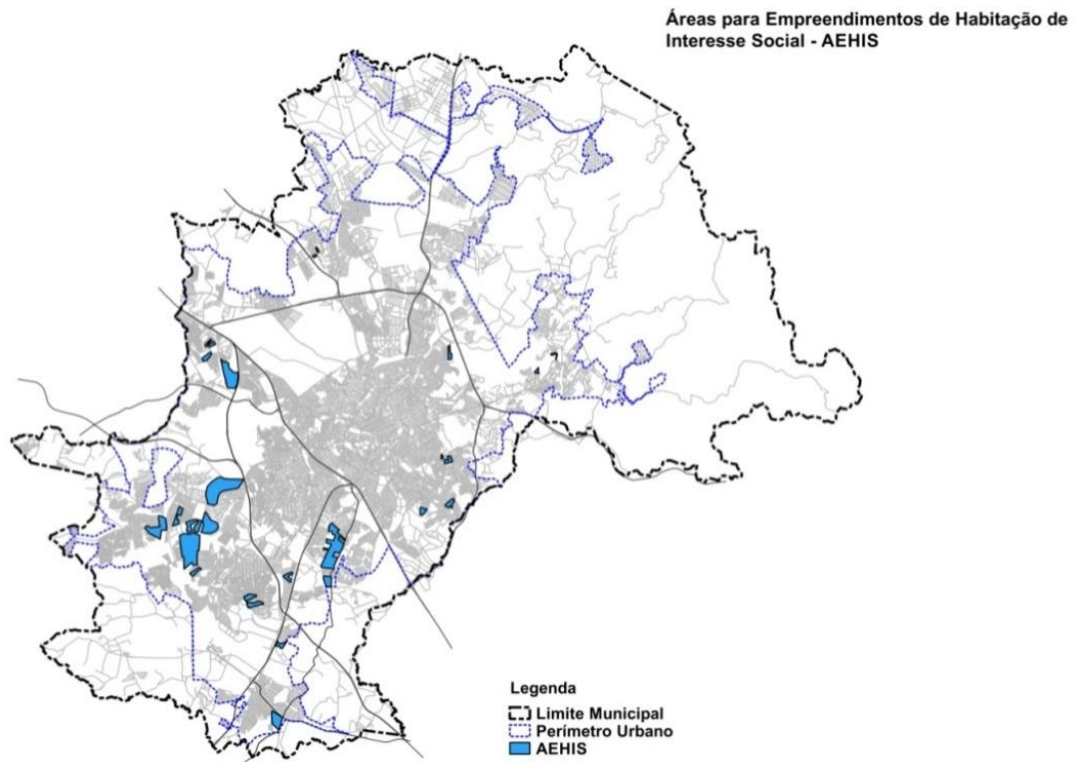 Áreas para Empreendimentos de Habitação de
Interesse Social - AEHIS
Legenda
Limite Municipal
Perímetro Urbano
AEHIS